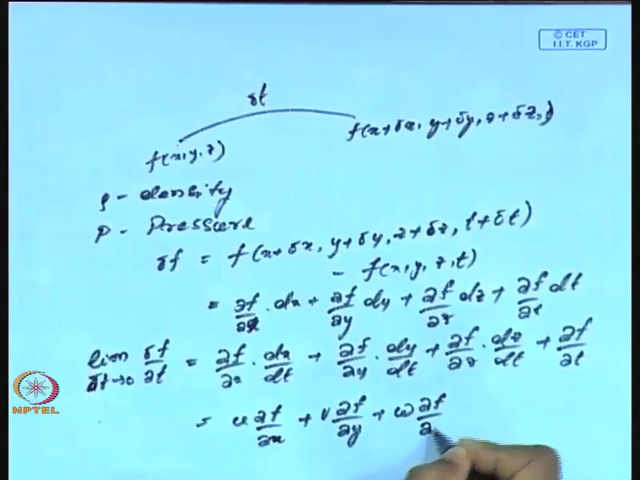 © CET
I.I.T. KGP
δt
f(x+δx, y+δy, z+δz, )
f(x,y,z)
ρ - density
P - Pressure
δf = f(x+δx, y+δy, z+δz, t+δt)
- f(x,y,z,t)
= ∂f/∂x . dx + ∂f/∂y dy + ∂f/∂z dz + ∂f/∂t dt
lim δt→0 δf/δt = ∂f/∂x . dx/dt + ∂f/∂y . dy/dt + ∂f/∂z . dz/dt + ∂f/∂t
= u ∂f/∂x + v ∂f/∂y + w ∂f/∂
NPTEL